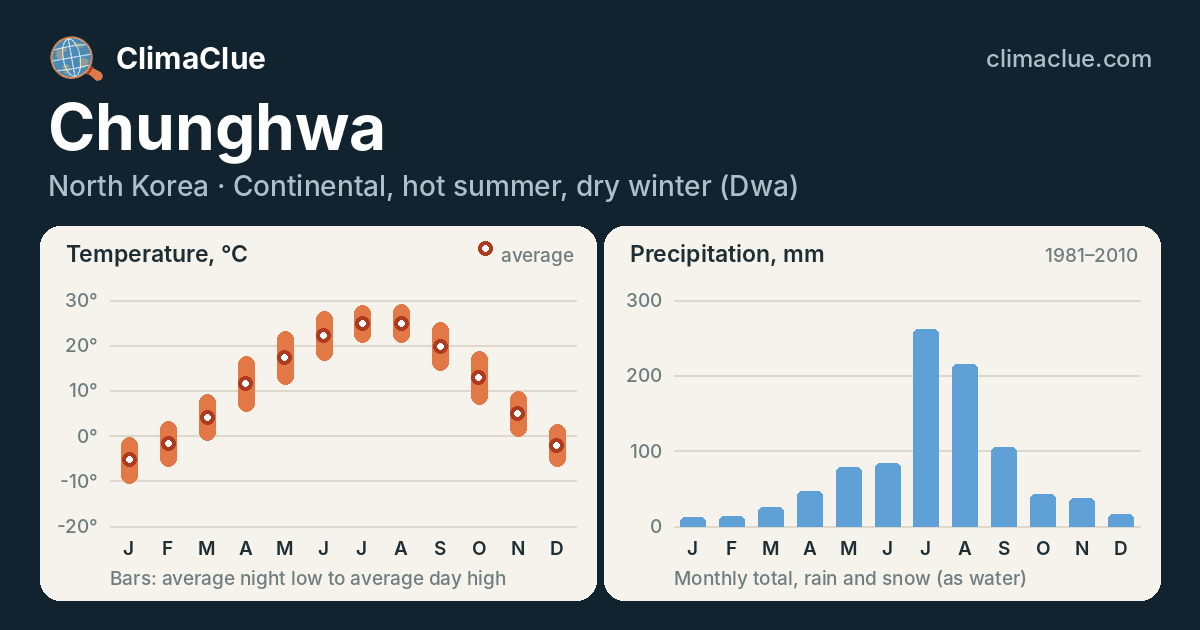 ClimaClue
climaclue.com
Chunghwa
North Korea · Continental, hot summer, dry winter (Dwa)
Temperature, °C
average
30°
20°
10°
0°
-10°
-20°
J F M A M J J A S O N D
Bars: average night low to average day high
Precipitation, mm
1981–2010
300
200
100
0
J F M A M J J A S O N D
Monthly total, rain and snow (as water)